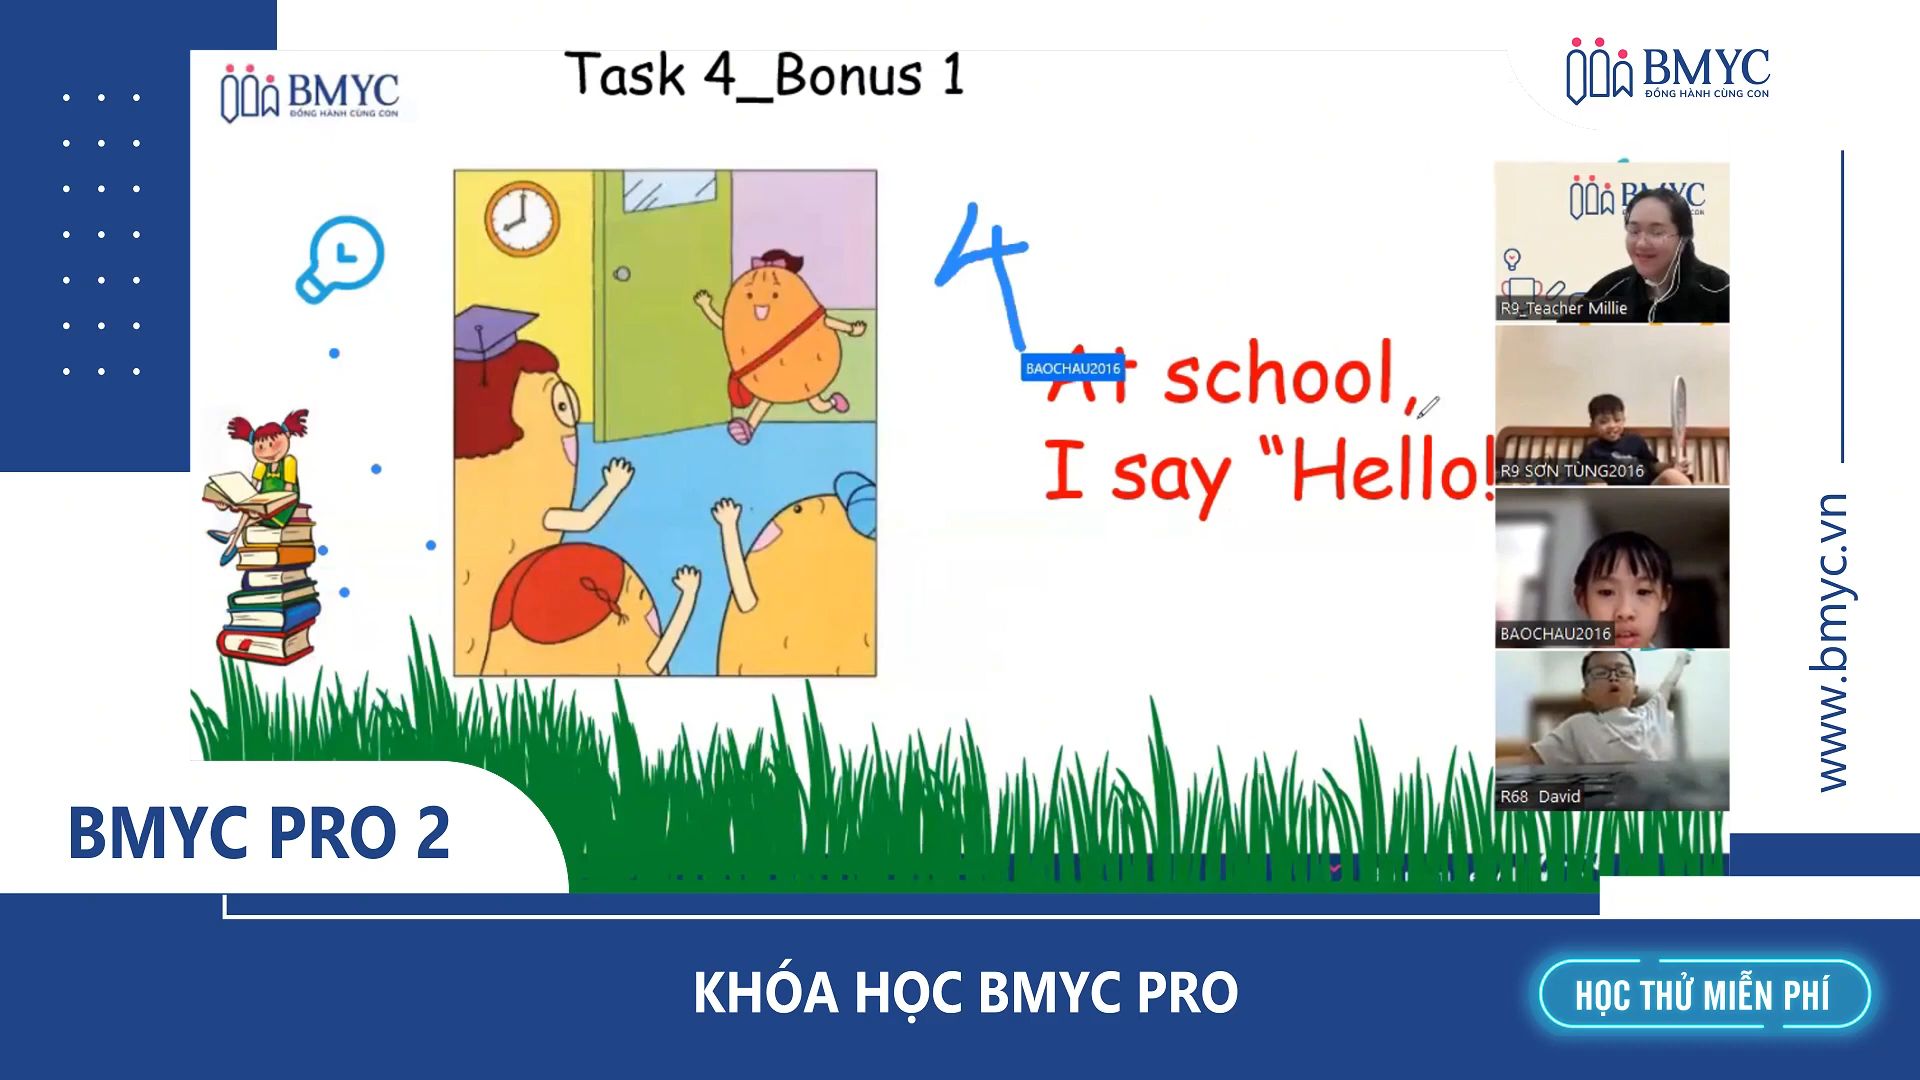 BMYC
ĐỒNG HÀNH CÙNG CON
Task 4_Bonus 1
BMYC
ĐỒNG HÀNH CÙNG CON
4
BAOCHAU2016
At school,
I say “Hello!
BMYC
R9_Teacher Millie
R9 SƠN TÙNG2016
BAOCHAU2016
R68 David
www.bmyc.vn
BMYC PRO 2
KHÓA HỌC BMYC PRO
HỌC THỬ MIỄN PHÍ